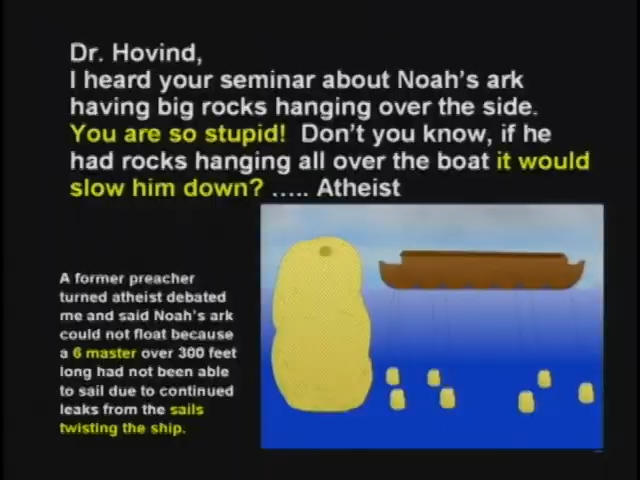 Dr. Hovind,
I heard your seminar about Noah's ark
having big rocks hanging over the side.
You are so stupid!  Don't you know, if he
had rocks hanging all over the boat it would
slow him down? ..... Atheist
A former preacher
turned atheist debated
me and said Noah's ark
could not float because
a 6 master over 300 feet
long had not been able
to sail due to continued
leaks from the sails
twisting the ship.